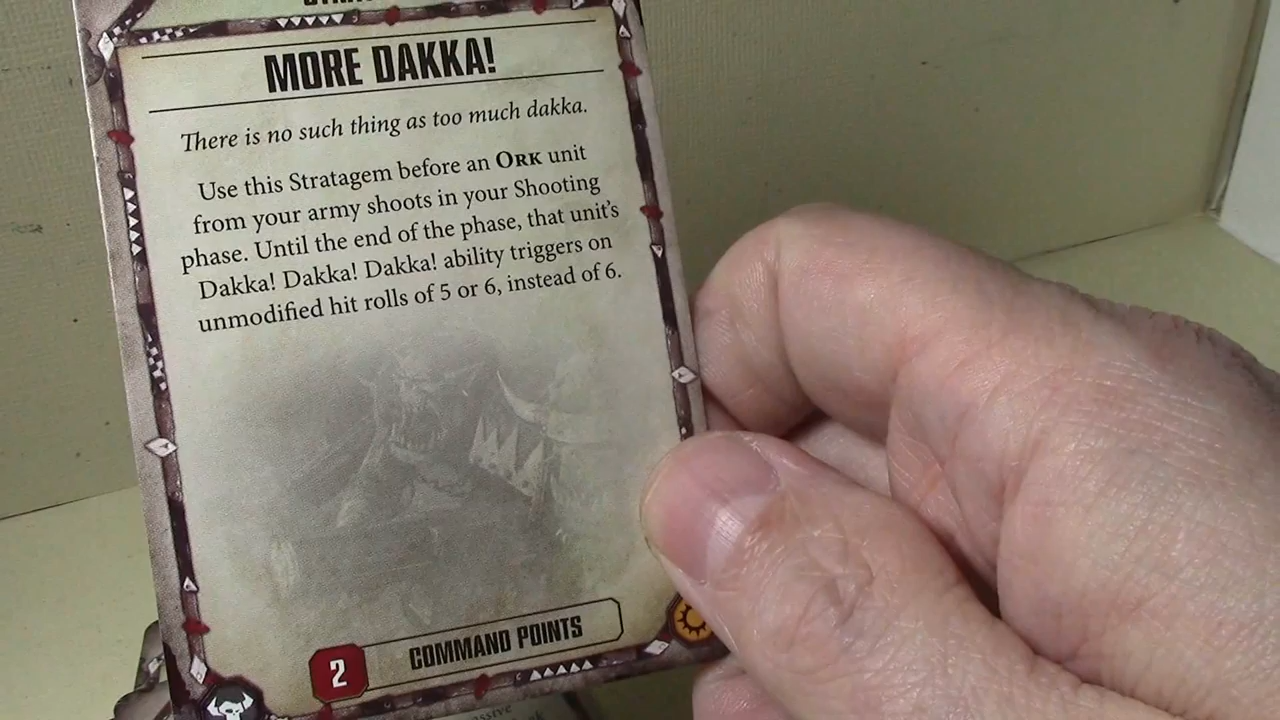 MORE DAKKA!
There is no such thing as too much dakka.
Use this Stratagem before an ORK unit
from your army shoots in your Shooting
phase. Until the end of the phase, that unit's
Dakka! Dakka! Dakka! ability triggers on
unmodified hit rolls of 5 or 6, instead of 6.
2 COMMAND POINTS